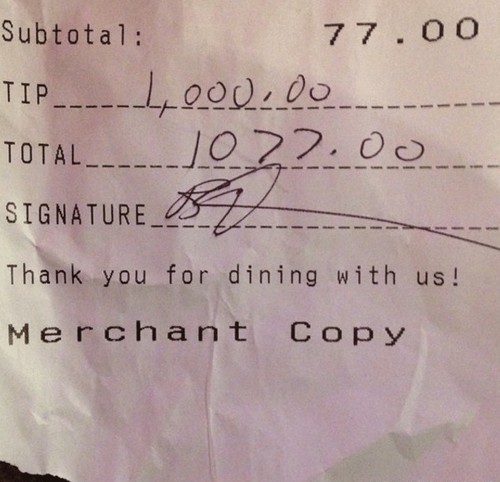 Subtotal: 77.00
TIP 1,000.00
TOTAL 1077.00
SIGNATURE
Thank you for dining with us!
Merchant Copy